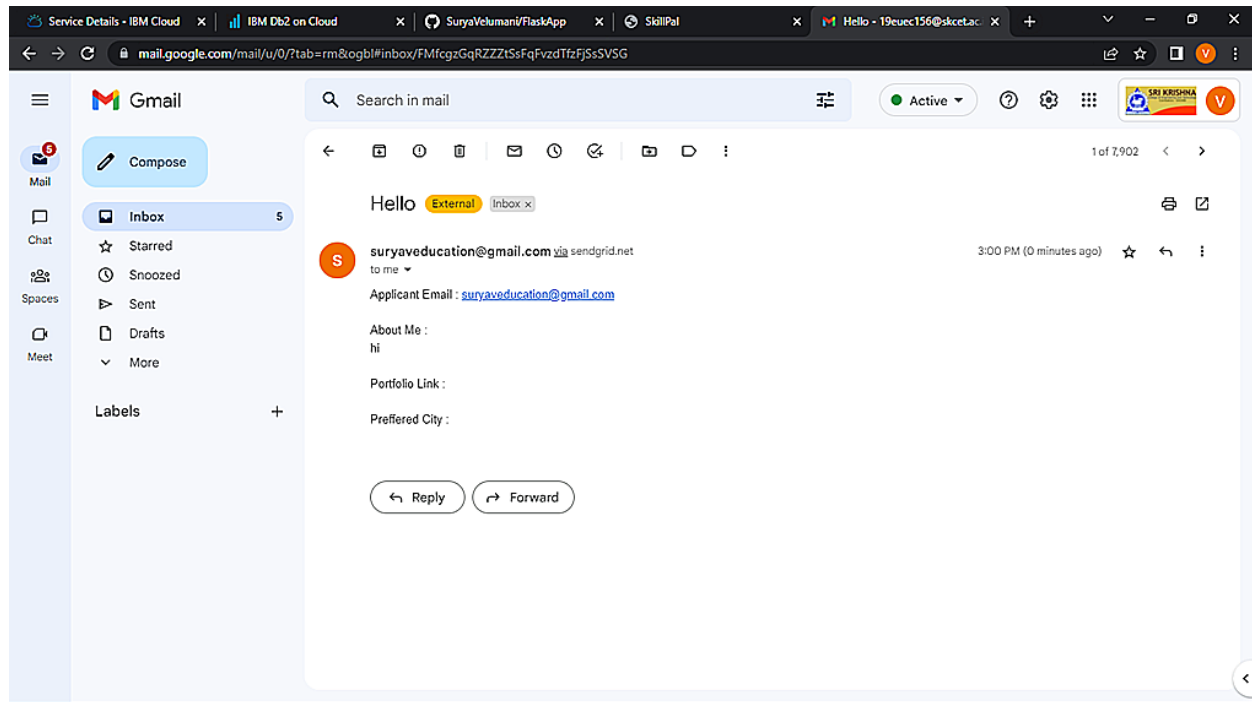 Service Details - IBM Cloud
IBM Db2 on Cloud
SuryaVelumani/FlaskApp
SkillPal
Hello - 19euec156@skcet.ac.
mail.google.com/mail/u/0/?tab=rm&ogbl#inbox/FMfcgzGqRZZZtSsFqFvzdTfzFjSsSVSG
V
Gmail
Search in mail
Active
SRI KRISHNA
V
5
Mail
Chat
Spaces
Meet
Compose
Inbox 5
Starred
Snoozed
Sent
Drafts
More
Labels
1 of 7,902
Hello External Inbox x
S
suryaveducation@gmail.com via sendgrid.net
3:00 PM (0 minutes ago)
to me
Applicant Email : suryaveducation@gmail.com
About Me :
hi
Portfolio Link :
Preffered City :
Reply Forward